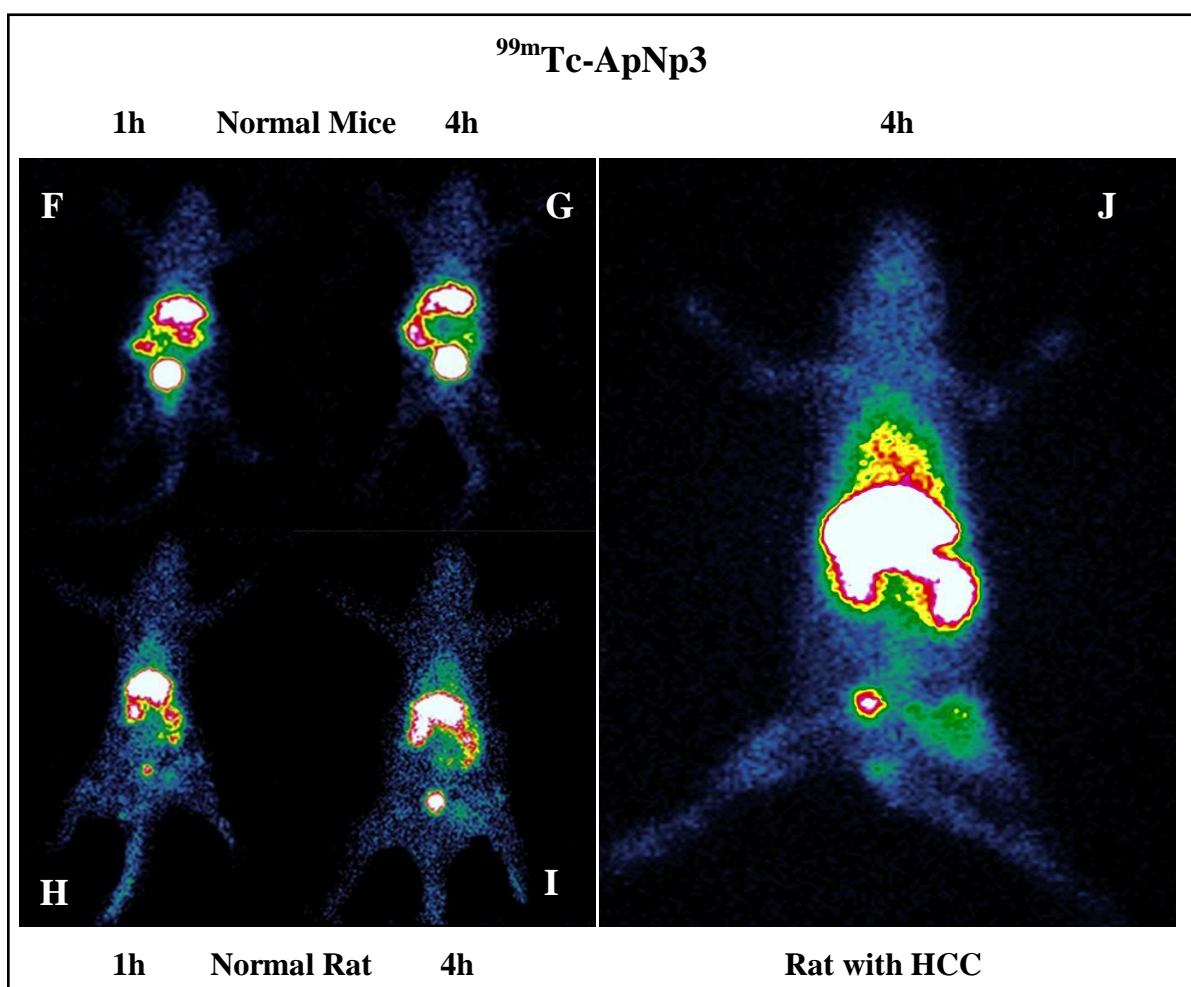 99mTc-ApNp3
1h Normal Mice 4h 4h
F G J
H I
1h Normal Rat 4h Rat with HCC